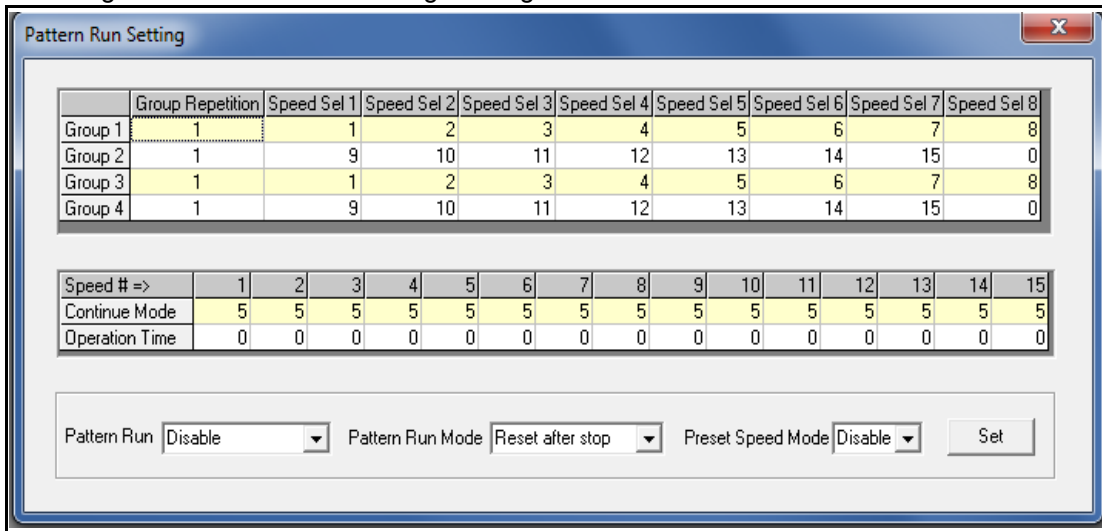 Pattern Run Setting
X
Group Repetition Speed Sel 1 Speed Sel 2 Speed Sel 3 Speed Sel 4 Speed Sel 5 Speed Sel 6 Speed Sel 7 Speed Sel 8
Group 1 1 1 2 3 4 5 6 7 8
Group 2 1 9 10 11 12 13 14 15 0
Group 3 1 1 2 3 4 5 6 7 8
Group 4 1 9 10 11 12 13 14 15 0
Speed # => 1 2 3 4 5 6 7 8 9 10 11 12 13 14 15
Continue Mode 5 5 5 5 5 5 5 5 5 5 5 5 5 5 5
Operation Time 0 0 0 0 0 0 0 0 0 0 0 0 0 0 0
Pattern Run Disable Pattern Run Mode Reset after stop Preset Speed Mode Disable Set